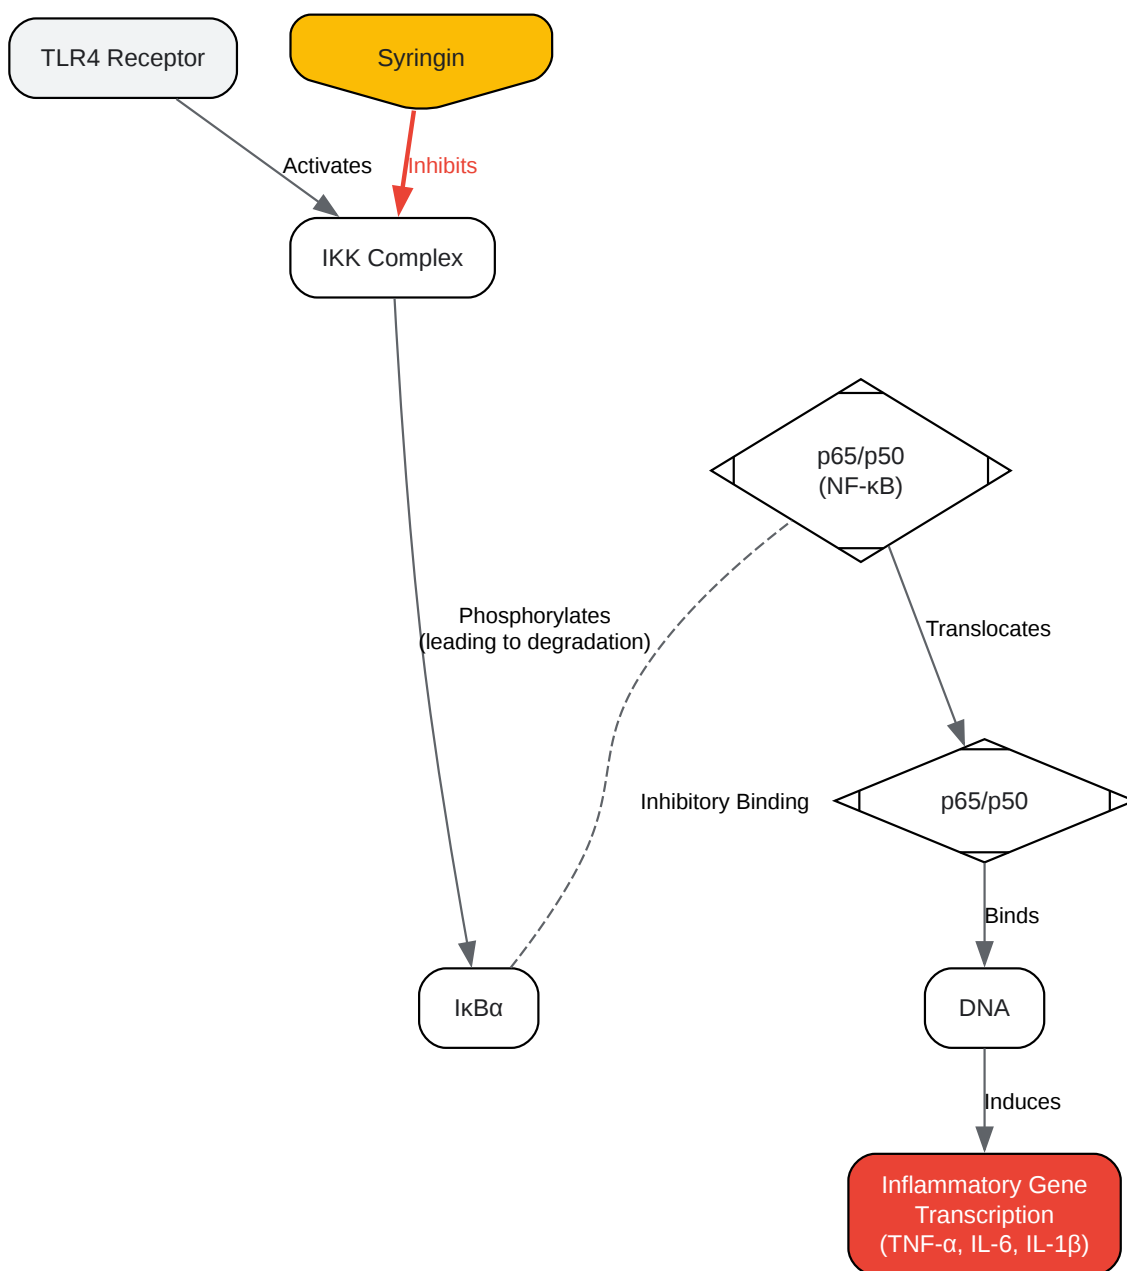 TLR4 Receptor
Syringin
Activates
Inhibits
IKK Complex
p65/p50
(NF-κB)
Phosphorylates
(leading to degradation)
Translocates
Inhibitory Binding
p65/p50
Binds
IκBα
DNA
Induces
Inflammatory Gene
Transcription
(TNF-α, IL-6, IL-1β)